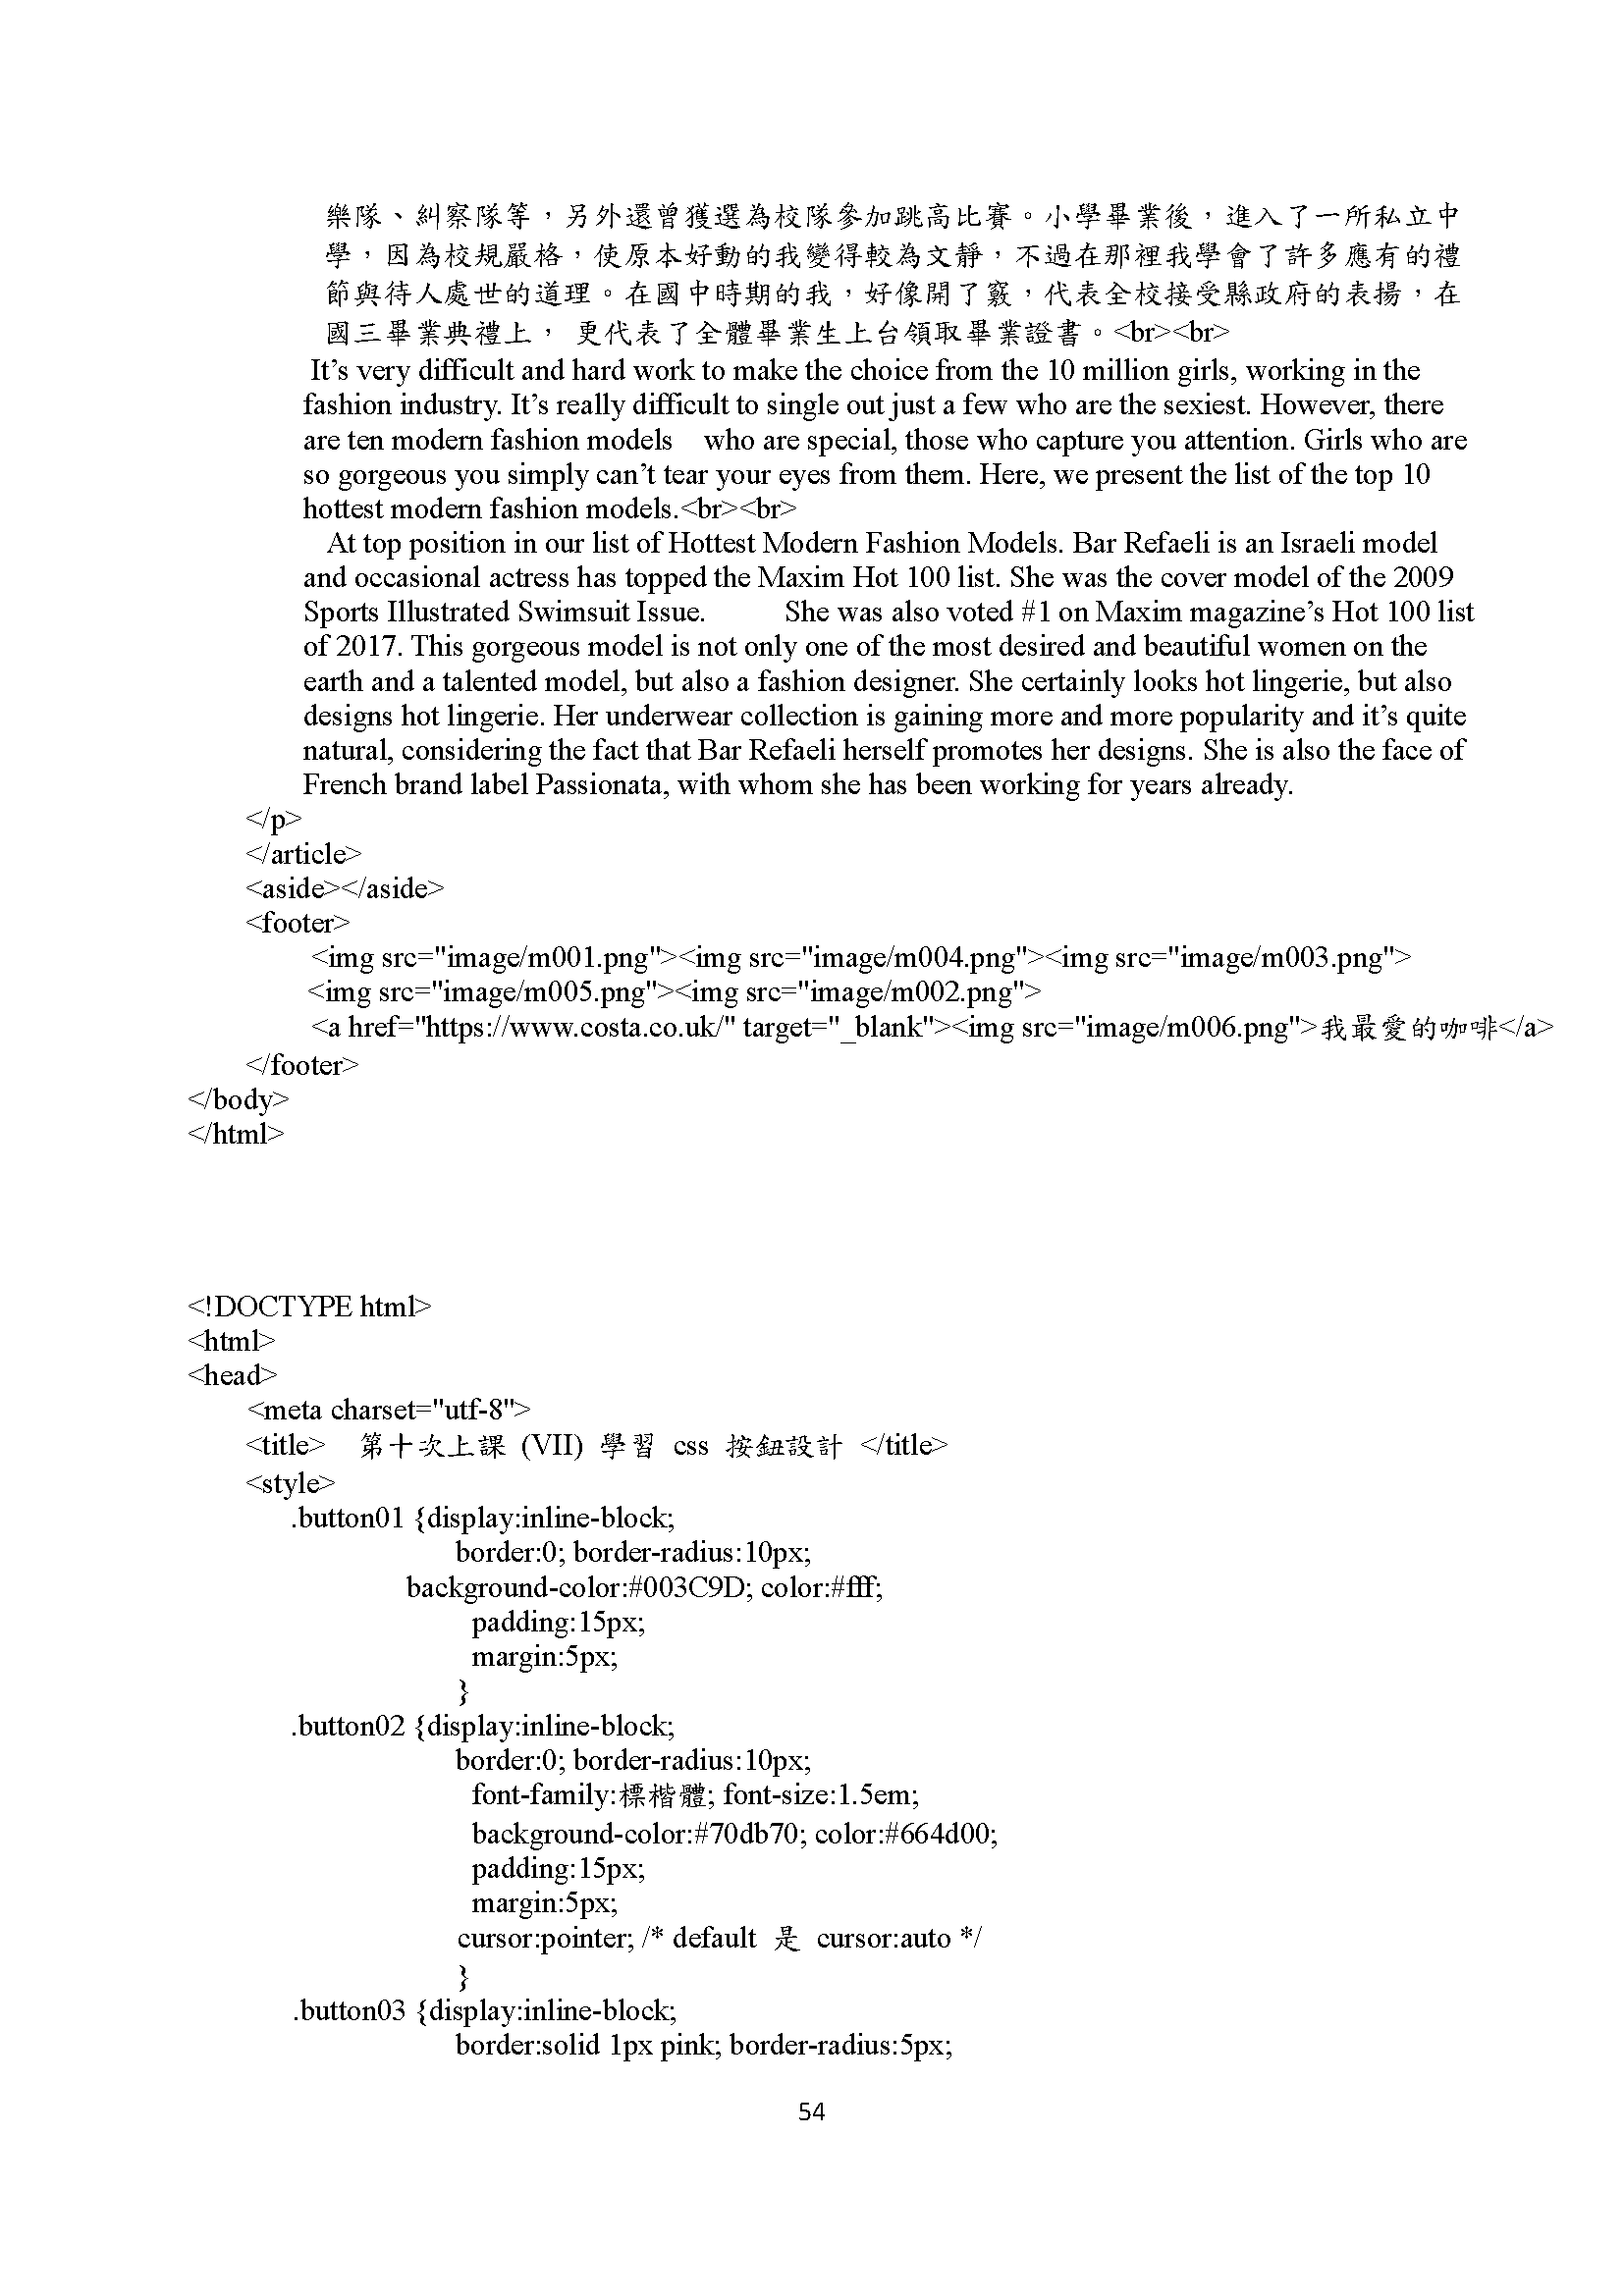 樂隊、糾察隊等，另外還曾獲選為校隊參加跳高比賽。小學畢業後，進入了一所私立中
學，因為校規嚴格，使原本好動的我變得較為文靜，不過在那裡我學會了許多應有的禮
節與待人處世的道理。在國中時期的我，好像開了竅，代表全校接受縣政府的表揚，在
國三畢業典禮上， 更代表了全體畢業生上台領取畢業證書。<br><br>
It’s very difficult and hard work to make the choice from the 10 million girls, working in the
fashion industry. It’s really difficult to single out just a few who are the sexiest. However, there
are ten modern fashion models who are special, those who capture you attention. Girls who are
so gorgeous you simply can’t tear your eyes from them. Here, we present the list of the top 10
hottest modern fashion models.<br><br>
At top position in our list of Hottest Modern Fashion Models. Bar Refaeli is an Israeli model
and occasional actress has topped the Maxim Hot 100 list. She was the cover model of the 2009
Sports Illustrated Swimsuit Issue. She was also voted #1 on Maxim magazine’s Hot 100 list
of 2017. This gorgeous model is not only one of the most desired and beautiful women on the
earth and a talented model, but also a fashion designer. She certainly looks hot lingerie, but also
designs hot lingerie. Her underwear collection is gaining more and more popularity and it’s quite
natural, considering the fact that Bar Refaeli herself promotes her designs. She is also the face of
French brand label Passionata, with whom she has been working for years already.
</p>
</article>
<aside></aside>
<footer>
<img src="image/m001.png"><img src="image/m004.png"><img src="image/m003.png">
<img src="image/m005.png"><img src="image/m002.png">
<a href="https://www.costa.co.uk/" target="_blank"><img src="image/m006.png">我最愛的咖啡</a>
</footer>
</body>
</html>
<!DOCTYPE html>
<html>
<head>
<meta charset="utf-8">
<title> 第十次上課 (VII) 學習 css 按鈕設計 </title>
<style>
.button01 {display:inline-block;
border:0; border-radius:10px;
background-color:#003C9D; color:#fff;
padding:15px;
margin:5px;
}
.button02 {display:inline-block;
border:0; border-radius:10px;
font-family:標楷體; font-size:1.5em;
background-color:#70db70; color:#664d00;
padding:15px;
margin:5px;
cursor:pointer; /* default 是 cursor:auto */
}
.button03 {display:inline-block;
border:solid 1px pink; border-radius:5px;
54